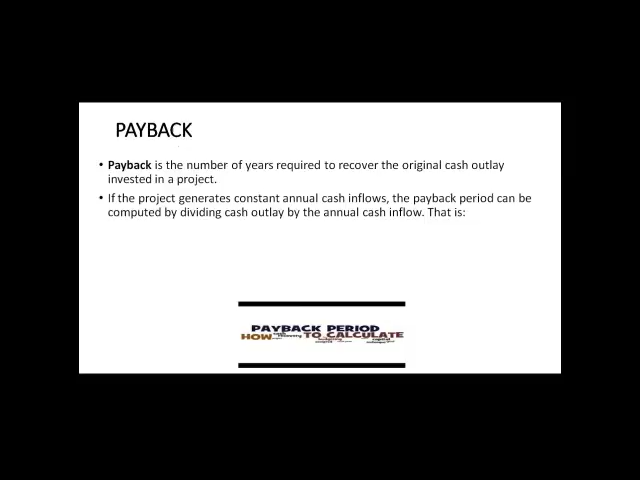 PAYBACK
• Payback is the number of years required to recover the original cash outlay
invested in a project.
• If the project generates constant annual cash inflows, the payback period can be
computed by dividing cash outlay by the annual cash inflow. That is:
PAYBACK PERIOD
HOW TO CALCULATE